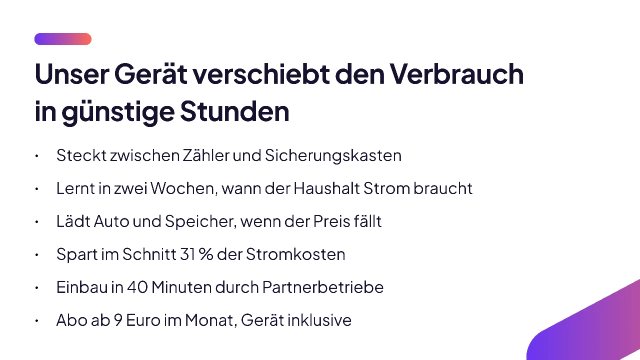 Unser Gerät verschiebt den Verbrauch
in günstige Stunden
· Steckt zwischen Zähler und Sicherungskasten
· Lernt in zwei Wochen, wann der Haushalt Strom braucht
· Lädt Auto und Speicher, wenn der Preis fällt
· Spart im Schnitt 31 % der Stromkosten
· Einbau in 40 Minuten durch Partnerbetriebe
· Abo ab 9 Euro im Monat, Gerät inklusive